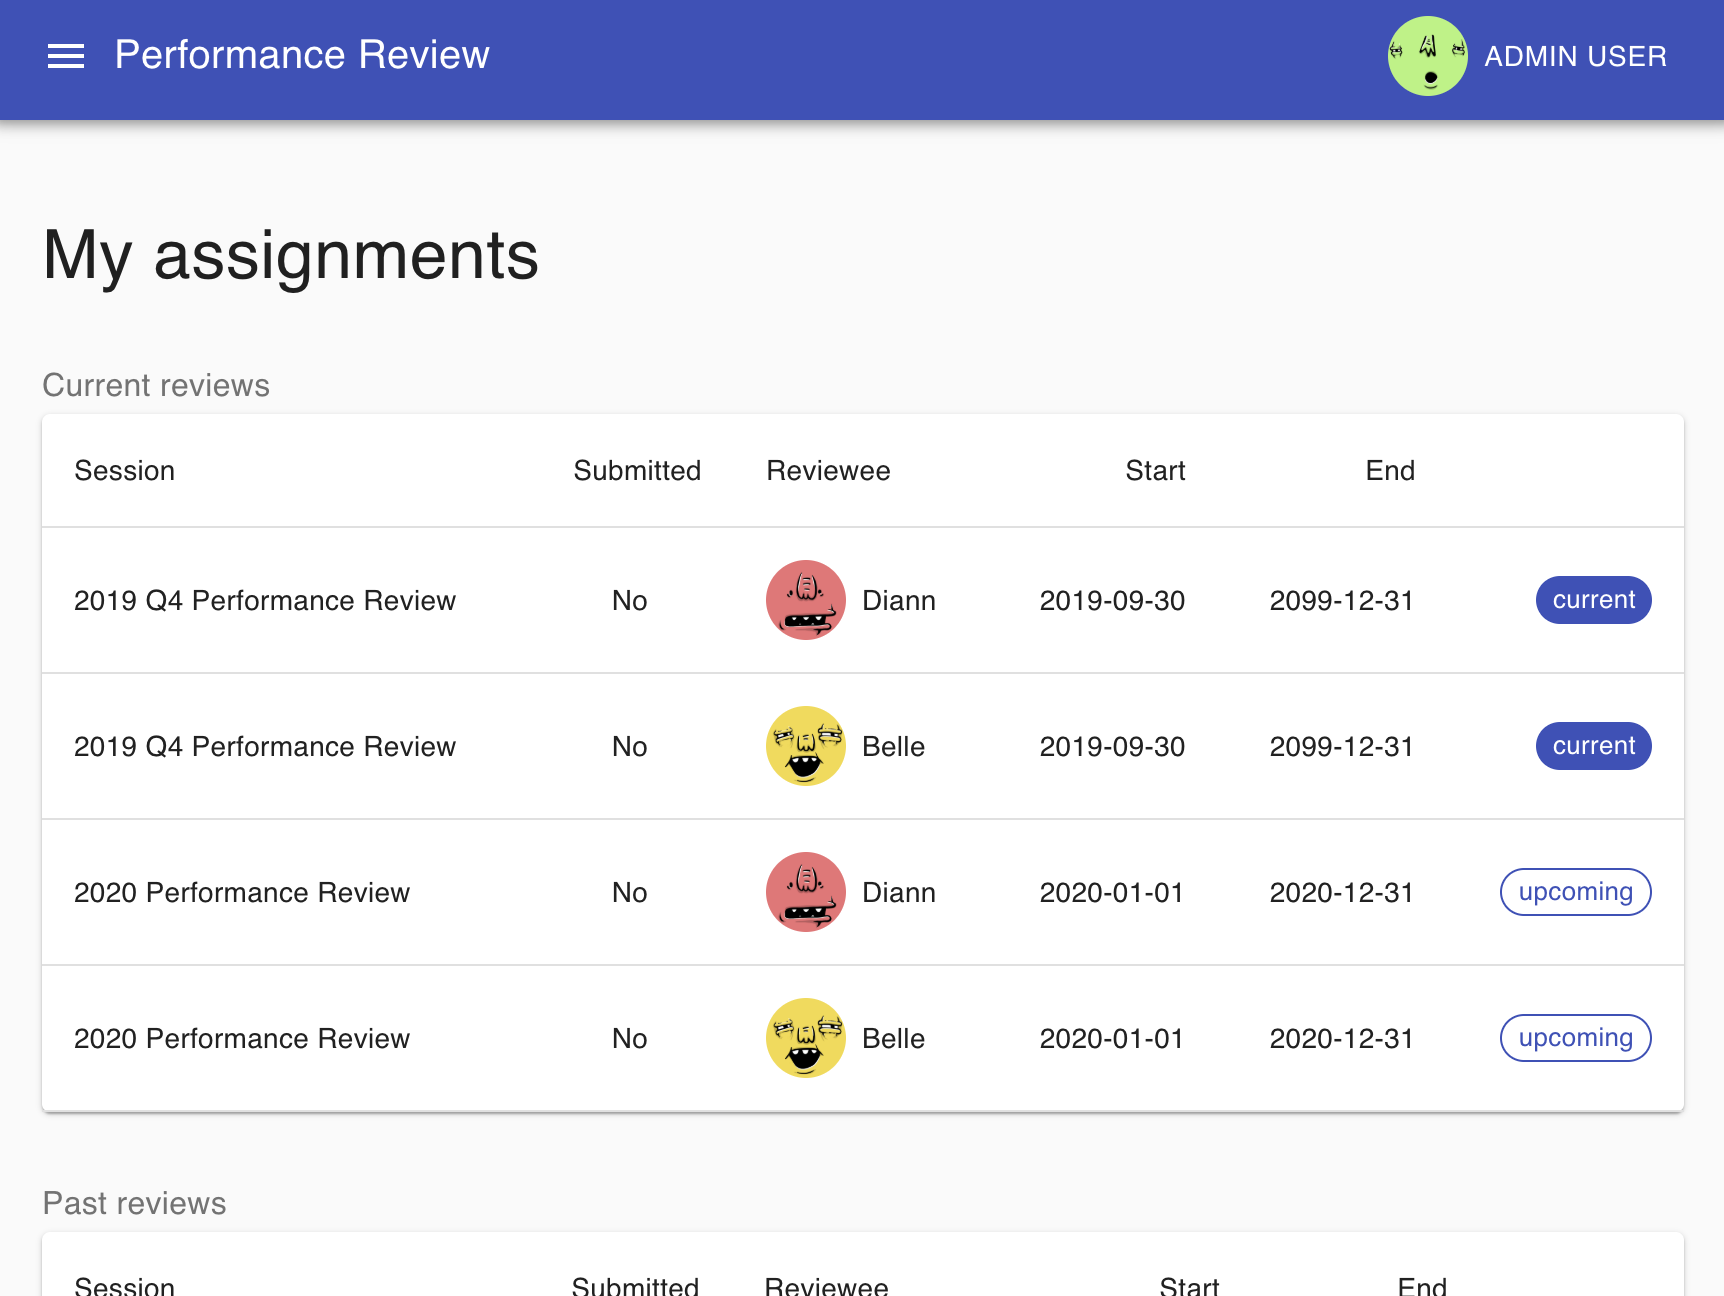 Performance Review
ADMIN USER
My assignments
Current reviews
Session Submitted Reviewee Start End
2019 Q4 Performance Review No Diann 2019-09-30 2099-12-31 current
2019 Q4 Performance Review No Belle 2019-09-30 2099-12-31 current
2020 Performance Review No Diann 2020-01-01 2020-12-31 upcoming
2020 Performance Review No Belle 2020-01-01 2020-12-31 upcoming
Past reviews
Session Submitted Reviewee Start End